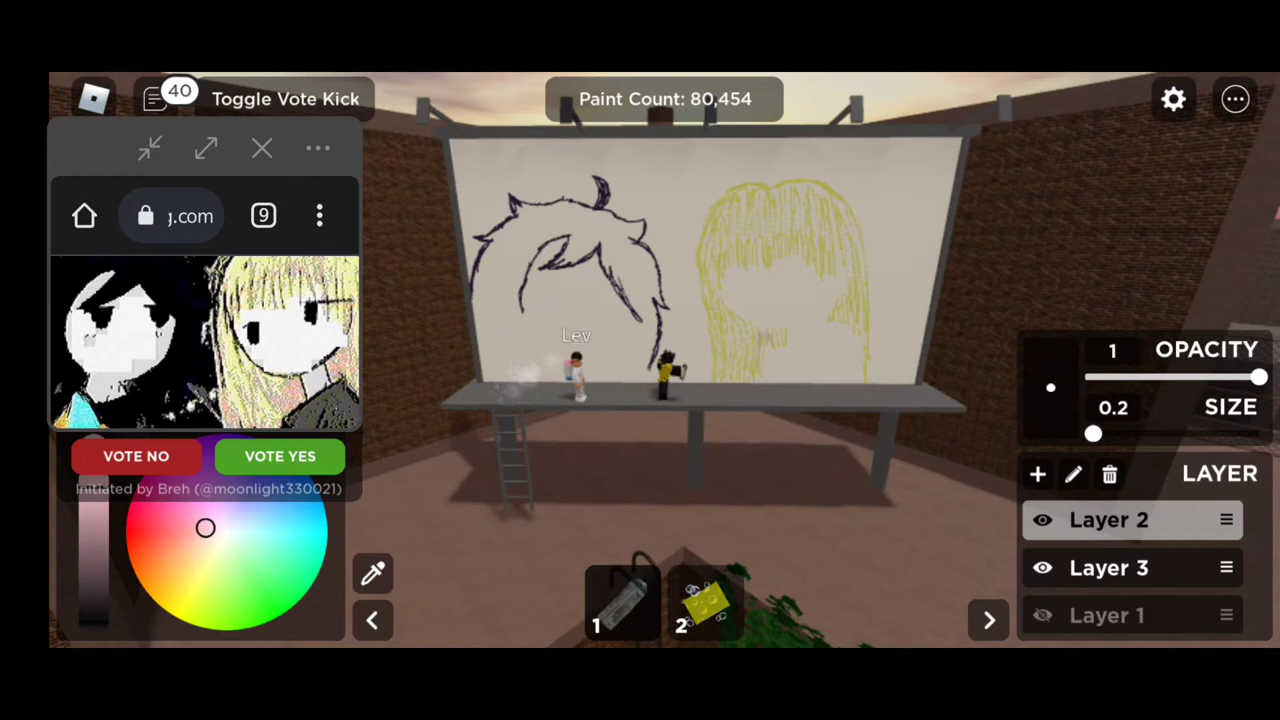 40
Toggle Vote Kick
Paint Count: 80,454
g.com
9
Lev
VOTE NO
VOTE YES
Initiated by Breh (@moonlight330021)
1
OPACITY
0.2
SIZE
LAYER
Layer 2
Layer 3
Layer 1
1
2